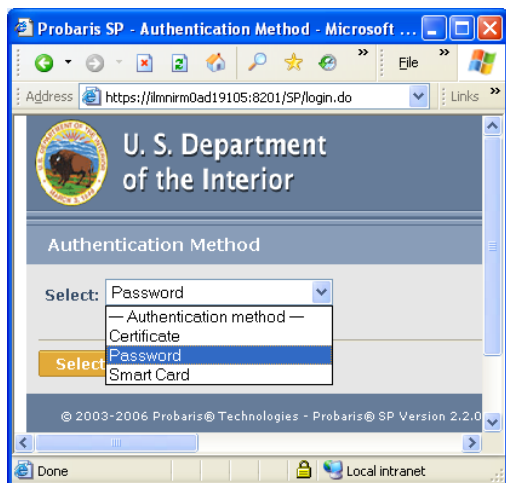 Probaris SP - Authentication Method - Microsoft ...
File
Address https://ilmnirm0ad19105:8201/SP/login.do Links
U. S. Department
of the Interior
Authentication Method
Select: Password
— Authentication method —
Certificate
Password
Smart Card
Select
© 2003-2006 Probaris® Technologies - Probaris® SP Version 2.2.0
Done Local intranet